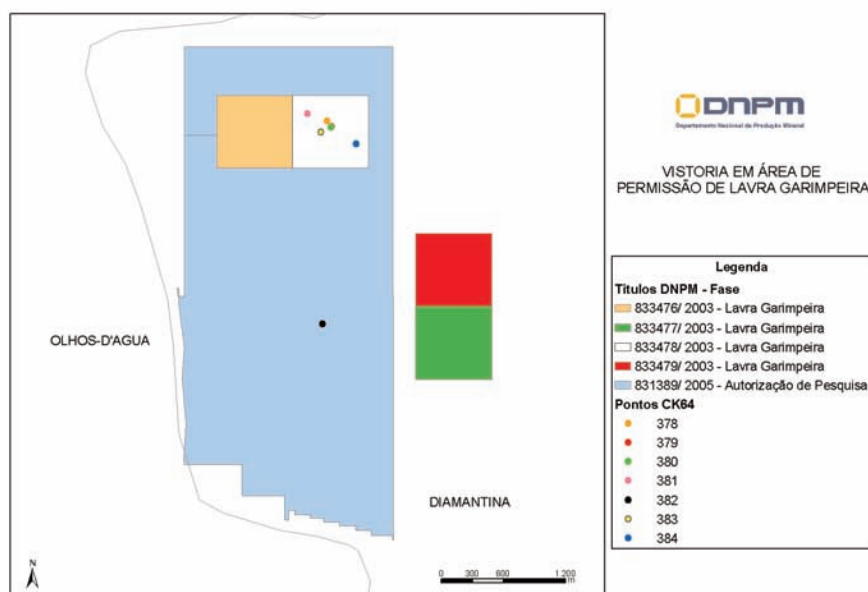 OLHOS-D'AGUA
DIAMANTINA
N
0 300 600 1.200
m
DNPM
Departamento Nacional de Produção Mineral
VISTORIA EM ÁREA DE
PERMISSÃO DE LAVRA GARIMPEIRA
Legenda
Titulos DNPM - Fase
833476/ 2003 - Lavra Garimpeira
833477/ 2003 - Lavra Garimpeira
833478/ 2003 - Lavra Garimpeira
833479/ 2003 - Lavra Garimpeira
831389/ 2005 - Autorização de Pesquisa
Pontos CK64
378
379
380
381
382
383
384